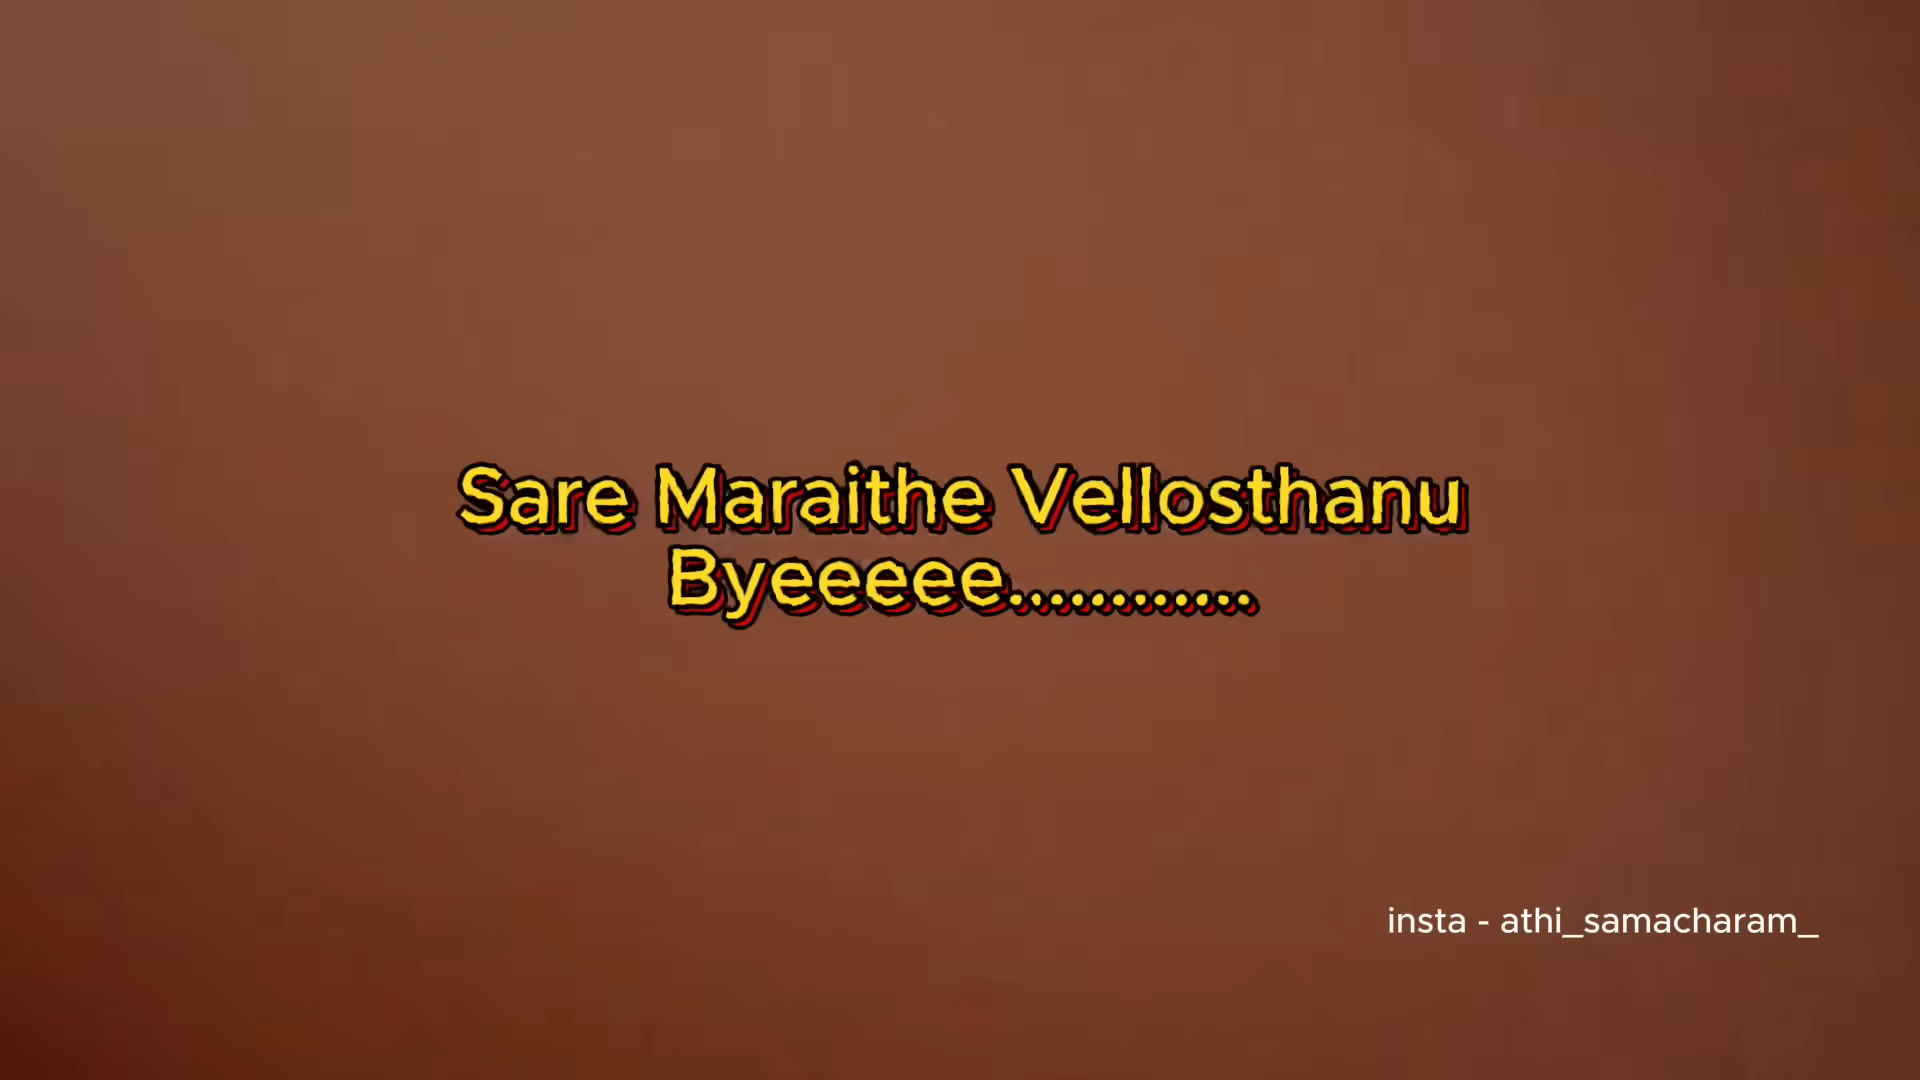 Sare Maraithe Vellosthanu
Byeeeee............
insta - athi_samacharam_